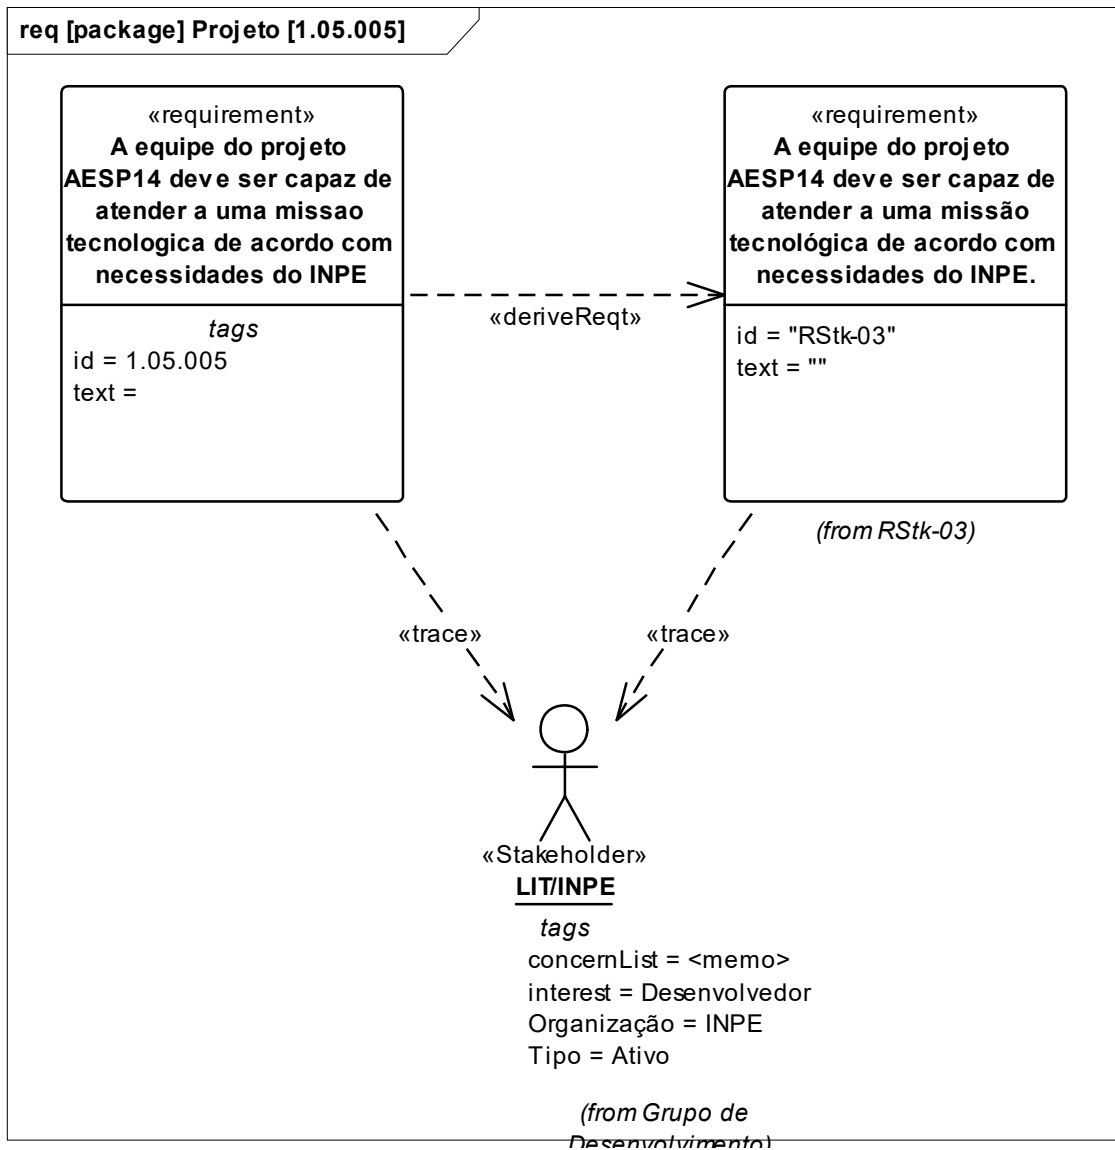 req [package] Projeto [1.05.005]
«requirement»
A equipe do projeto
AESP14 deve ser capaz de
atender a uma missao
tecnologica de acordo com
necessidades do INPE
tags
id = 1.05.005
text =
«deriveReqt»
«requirement»
A equipe do projeto
AESP14 deve ser capaz de
atender a uma missão
tecnológica de acordo com
necessidades do INPE.
id = "RStk-03"
text = ""
(from RStk-03)
«trace»
«trace»
«Stakeholder»
LIT/INPE
tags
concernList = <memo>
interest = Desenvolvedor
Organização = INPE
Tipo = Ativo
(from Grupo de
Desenvolvimento)